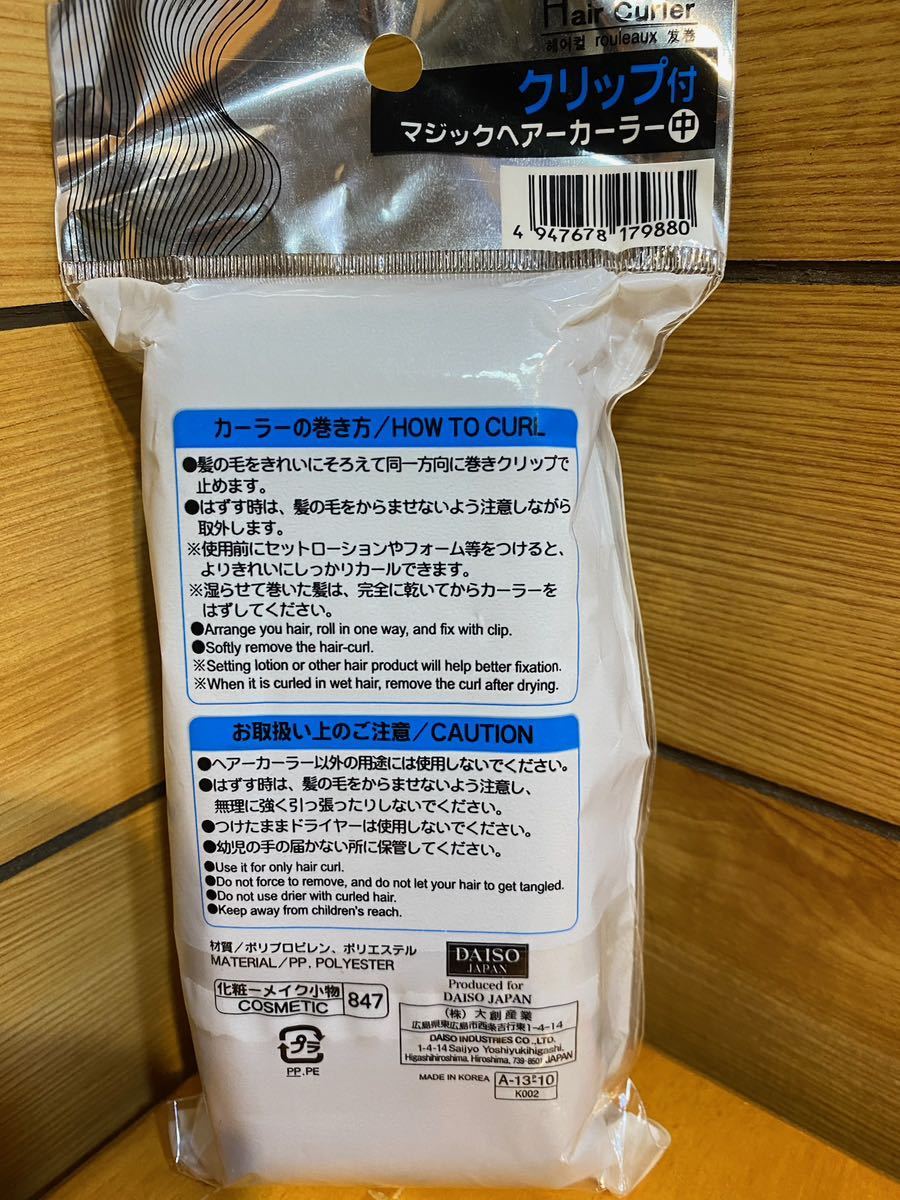 Hair Curler
헤어컬 rouleaux 发卷
クリップ付
マジックヘアーカーラー㊥
4 947678 179880
カーラーの巻き方/HOW TO CURL
●髪の毛をきれいにそろえて同一方向に巻きクリップで
止めます。
●はずす時は、髪の毛をからませないよう注意しながら
取外します。
※使用前にセットローションやフォーム等をつけると、
よりきれいにしっかりカールできます。
※湿らせて巻いた髪は、完全に乾いてからカーラーを
はずしてください。
●Arrange you hair, roll in one way, and fix with clip.
●Softly remove the hair-curl.
※Setting lotion or other hair product will help better fixation.
※When it is curled in wet hair, remove the curl after drying.
お取扱い上のご注意/CAUTION
●ヘアーカーラー以外の用途には使用しないでください。
●はずす時は、髪の毛をからませないよう注意し、
無理に強く引っ張ったりしないでください。
●つけたままドライヤーは使用しないでください。
●幼児の手の届かない所に保管してください。
●Use it for only hair curl.
●Do not force to remove, and do not let your hair to get tangled.
●Do not use drier with curled hair.
●Keep away from children's reach.
材質/ポリプロピレン、ポリエステル
MATERIAL/PP, POLYESTER
化粧ーメイク小物
COSMETIC
847
プラ
PP,PE
DAISO
JAPAN
Produced for
DAISO JAPAN
(株) 大創産業
広島県東広島市西条吉行東1-4-14
DAISO INDUSTRIES CO.,LTD.
1-4-14 Saijyo Yoshiyukihigashi,
Higashihiroshima, Hiroshima, 739-8501 JAPAN
MADE IN KOREA
A-13 10
K002